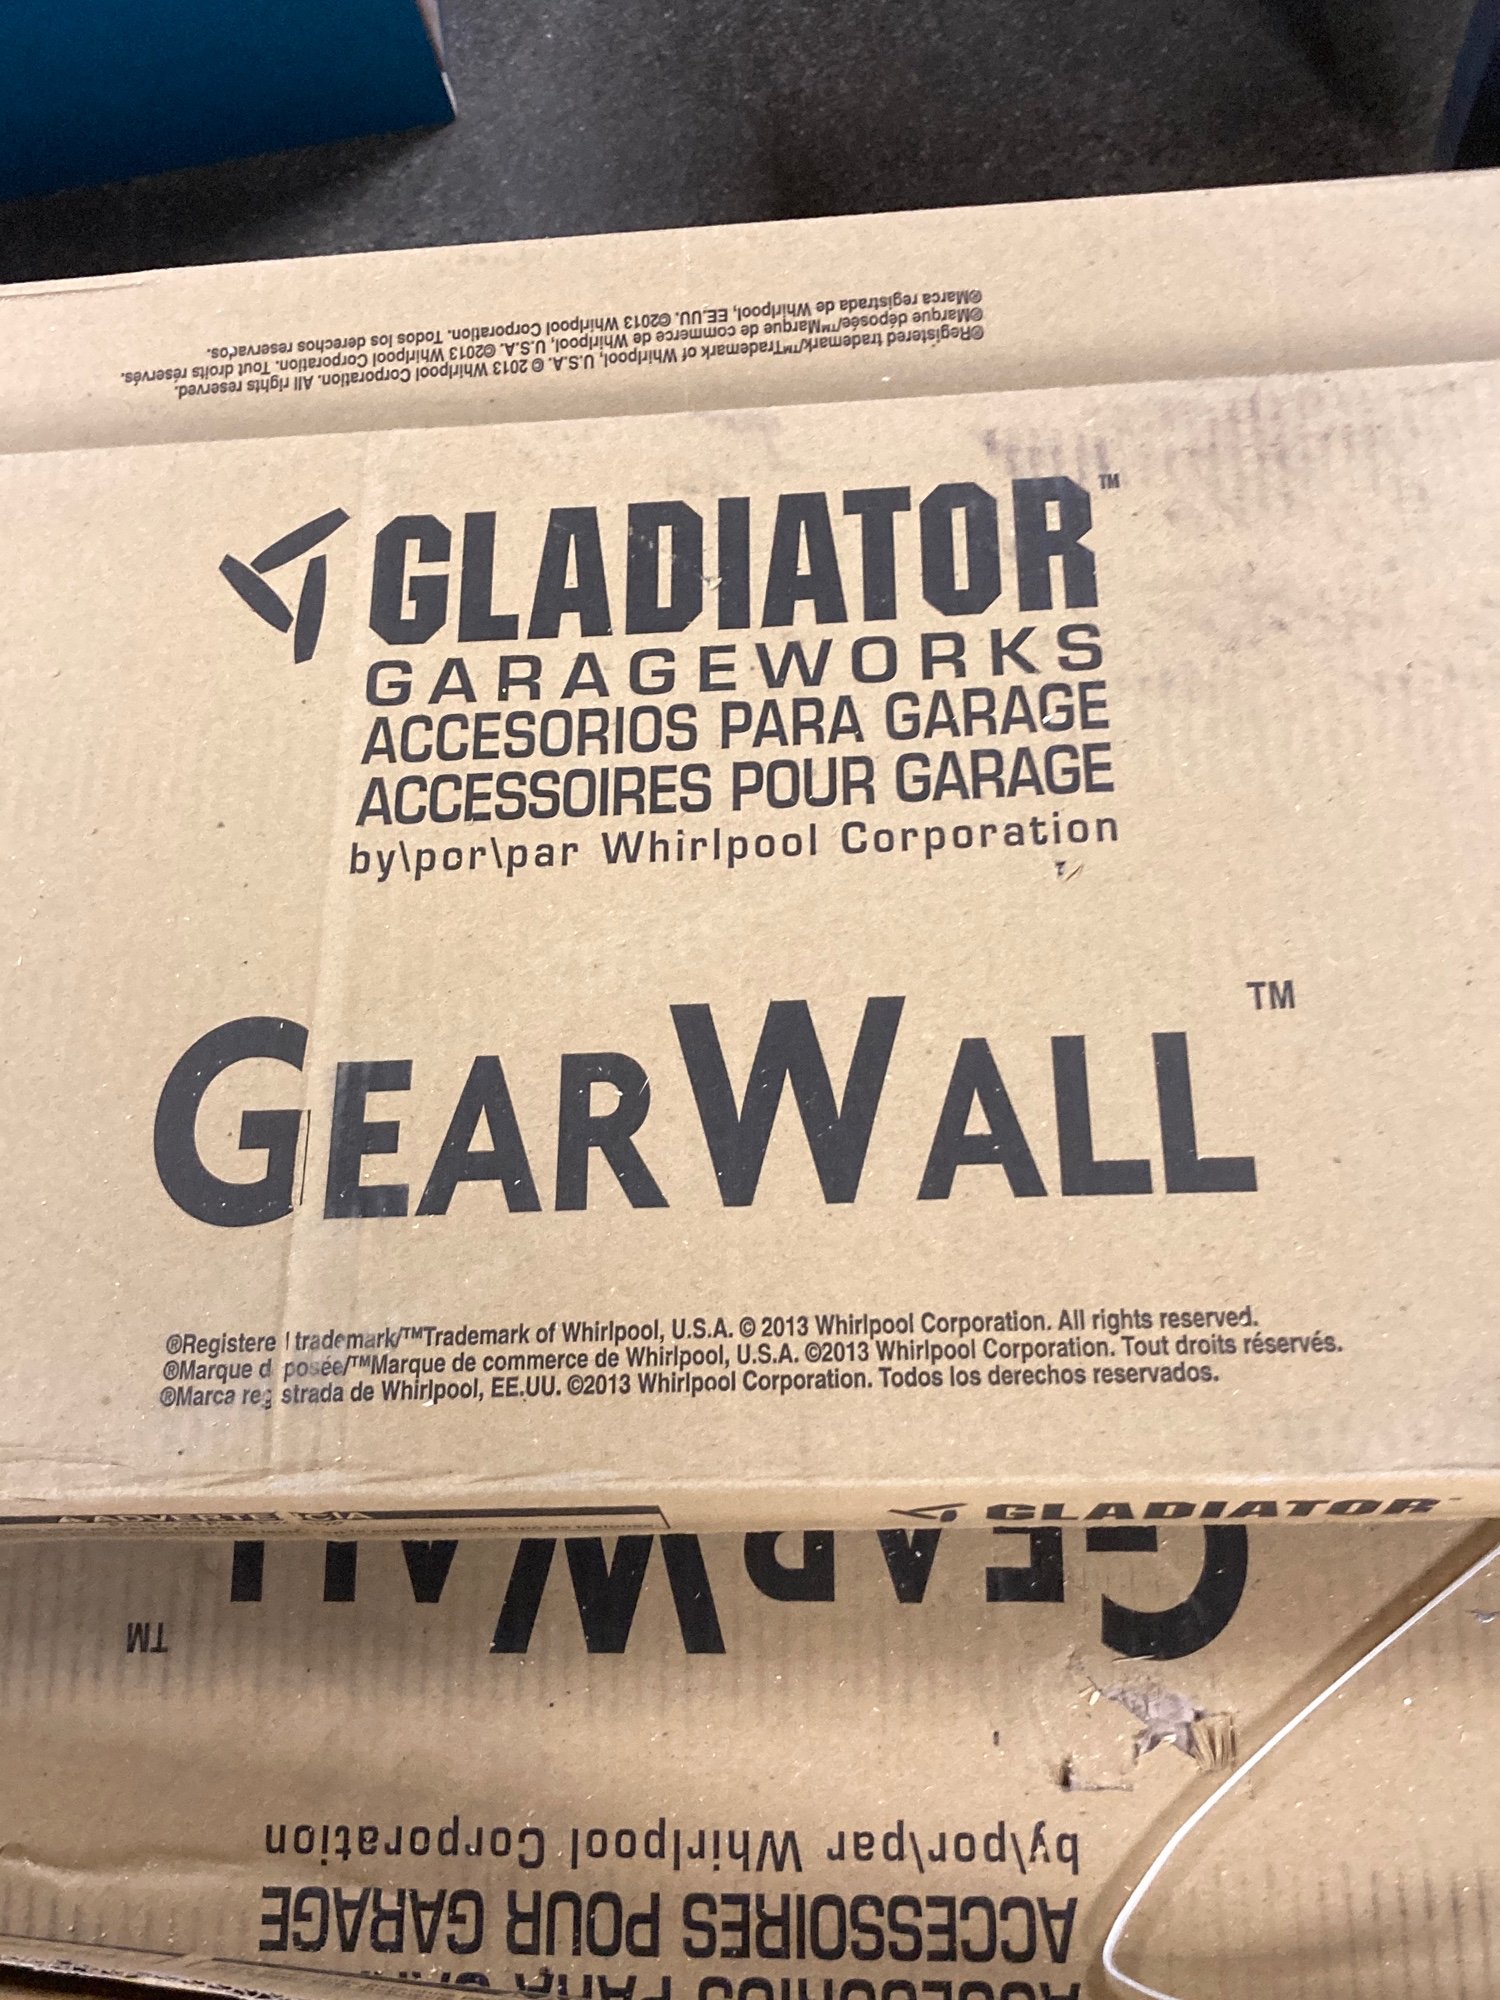 ®Marca registrada de Whirlpool, EE.UU. ©2013 Whirlpool Corporation. Todos los derechos reservados.
®Marque déposée/™Marque de commerce de Whirlpool, U.S.A. ©2013 Whirlpool Corporation. Tout droits réservés.
®Registered trademark/™Trademark of Whirlpool, U.S.A. © 2013 Whirlpool Corporation. All rights reserved.
GLADIATOR™
GARAGEWORKS
ACCESORIOS PARA GARAGE
ACCESSOIRES POUR GARAGE
by\por\par Whirlpool Corporation
GEARWALL™
®Registere trademark/™Trademark of Whirlpool, U.S.A. © 2013 Whirlpool Corporation. All rights reserved.
®Marque d posée/™Marque de commerce de Whirlpool, U.S.A. ©2013 Whirlpool Corporation. Tout droits réservés.
®Marca reg strada de Whirlpool, EE.UU. ©2013 Whirlpool Corporation. Todos los derechos reservados.
ADVERTENCIA
GLADIATOR
GEARWALL™
by\por\par Whirlpool Corporation
ACCESSOIRES POUR GARAGE
ACCESORIOS PARA